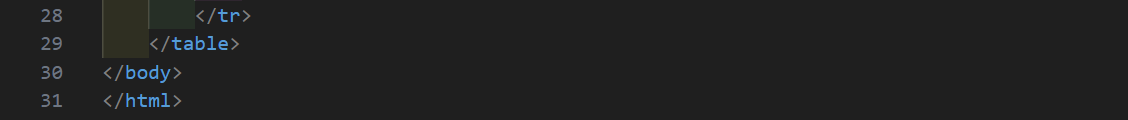 28 </tr>
29 </table>
30 </body>
31 </html>